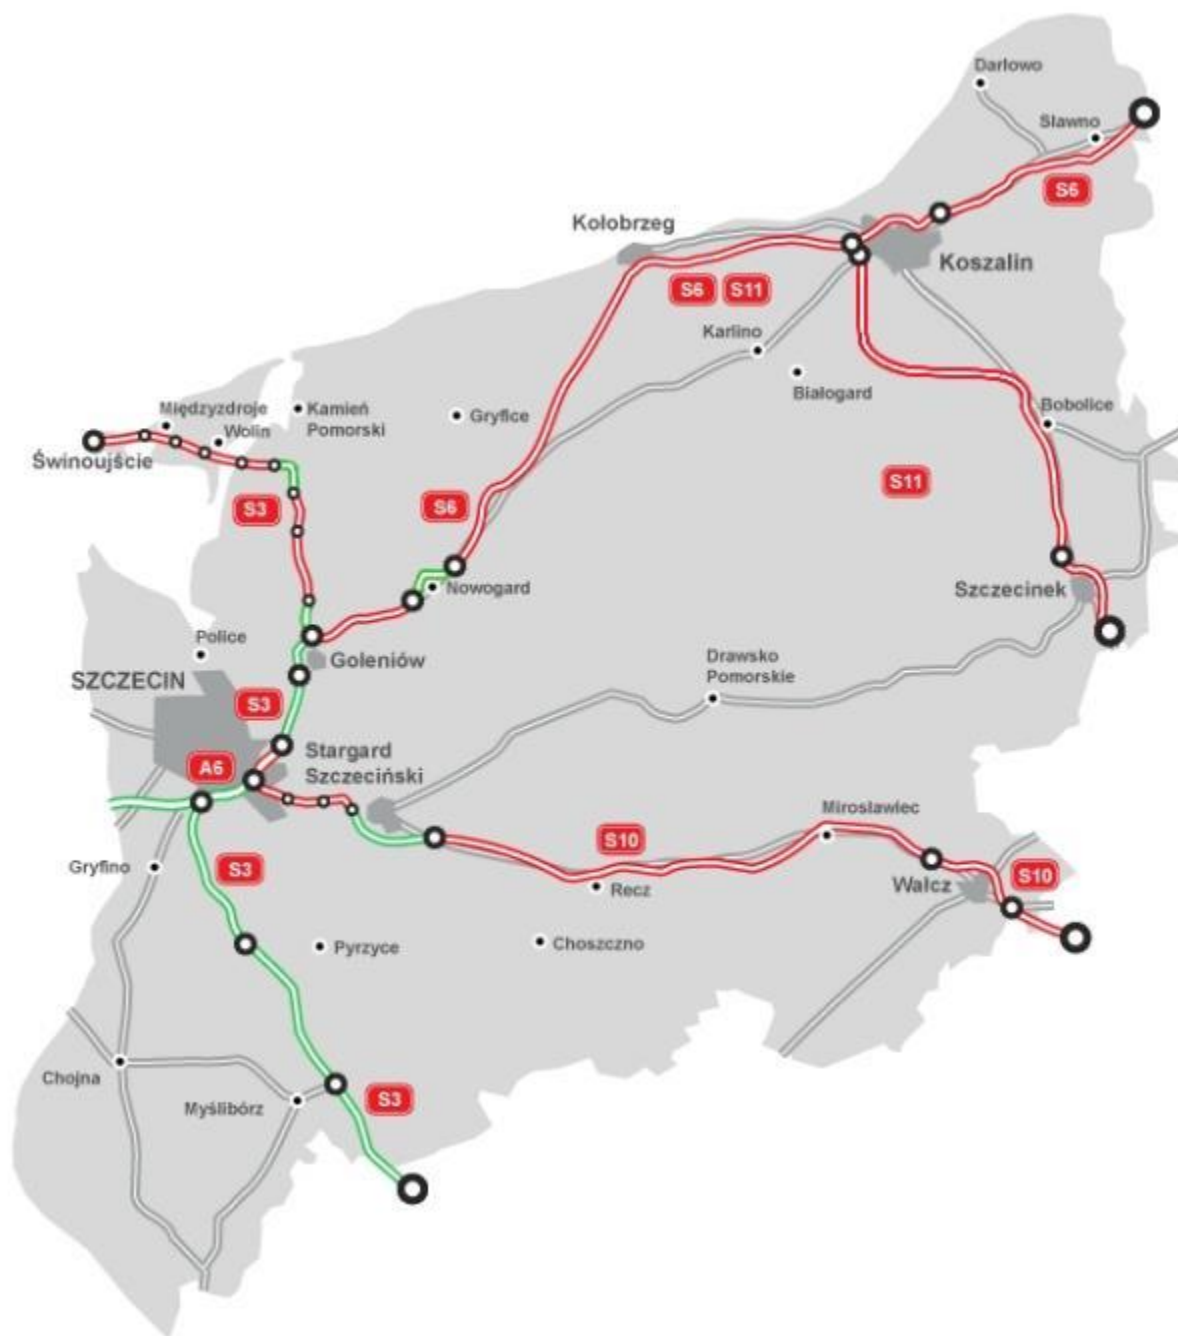 Darłowo
Sławno
S6
Kołobrzeg
Koszalin
S6 S11
Karlino
Białogard
Międzyzdroje
Wolin
Kamień
Pomorski
Gryfice
Bobolice
Świnoujście
S3
S6
S11
Nowogard
Szczecinek
Police
Goleniów
SZCZECIN
Drawsko
Pomorskie
S3
Stargard
Szczeciński
A6
Mirosławiec
S10
Gryfino
S3
Recz
Wałcz
S10
Pyrzyce
Choszczno
Chojna
Myślibórz
S3